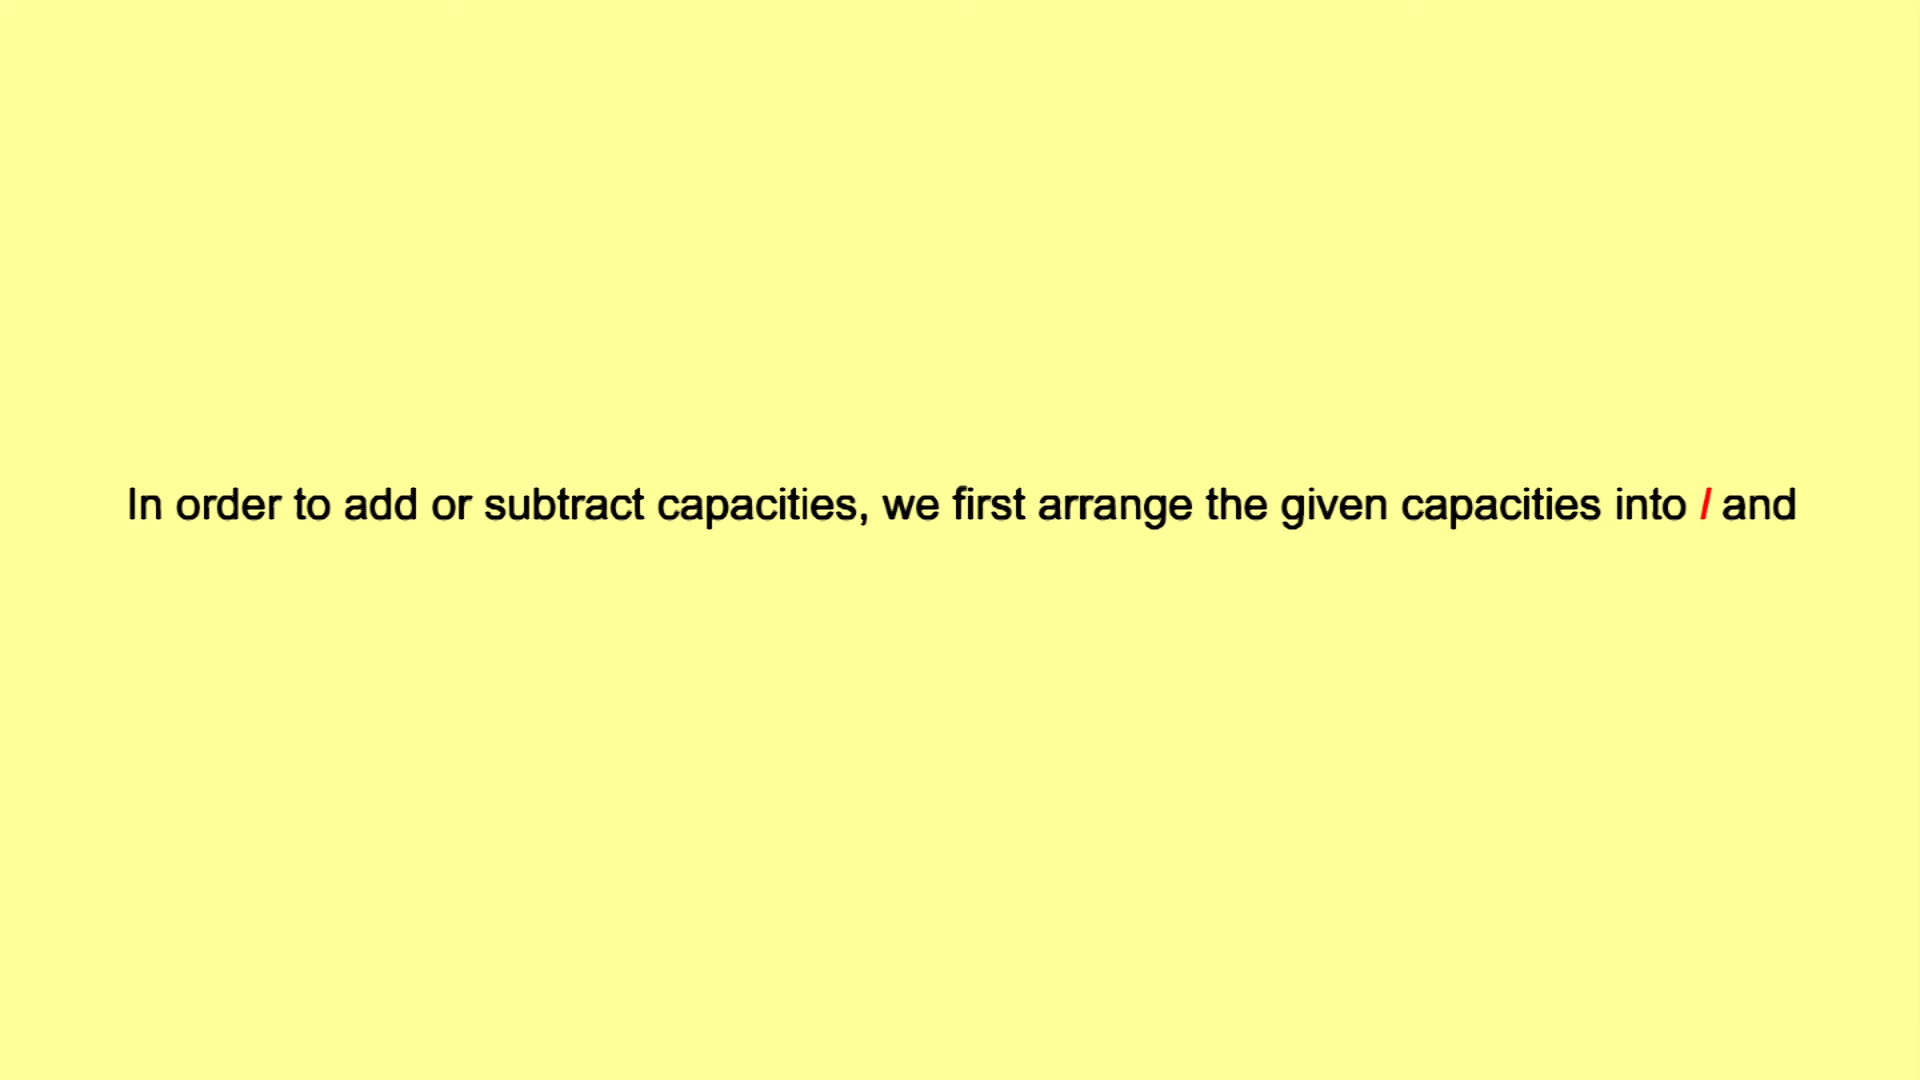 In order to add or subtract capacities, we first arrange the given capacities into l and